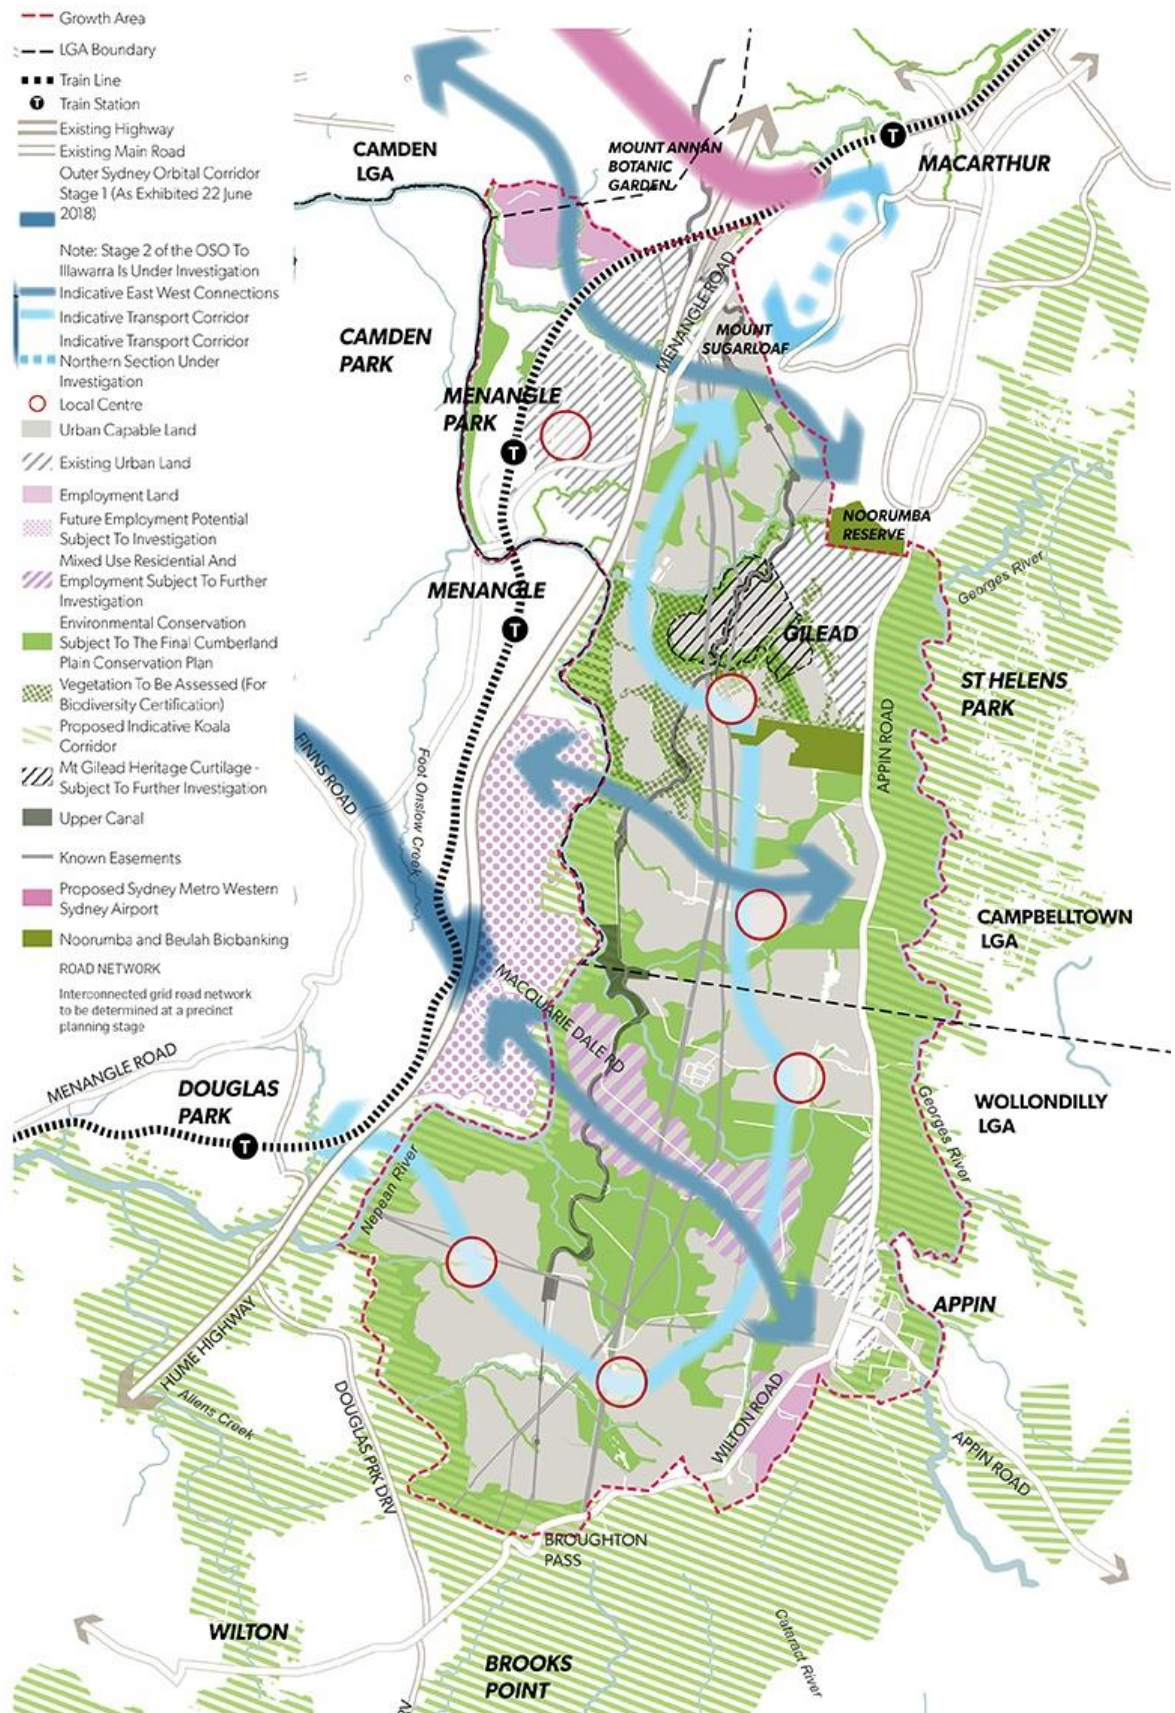 Growth Area
LGA Boundary
Train Line
T
Train Station
Existing Highway
Existing Main Road
Outer Sydney Orbital Corridor
Stage 1 (As Exhibited 22 June
2018)
Note: Stage 2 of the OSO To
Illawarra Is Under Investigation
Indicative East West Connections
Indicative Transport Corridor
Indicative Transport Corridor
Northern Section Under
Investigation
Local Centre
Urban Capable Land
Existing Urban Land
Employment Land
Future Employment Potential
Subject To Investigation
Mixed Use Residential And
Employment Subject To Further
Investigation
Environmental Conservation
Subject To The Final Cumberland
Plain Conservation Plan
Vegetation To Be Assessed (For
Biodiversity Certification)
Proposed Indicative Koala
Corridor
Mt Gilead Heritage Curtilage -
Subject To Further Investigation
Upper Canal
Known Easements
Proposed Sydney Metro Western
Sydney Airport
Noorumba and Beulah Biobanking
ROAD NETWORK
Interconnected grid road network
to be determined at a precinct
planning stage
CAMDEN
LGA
MOUNT ANNAN
BOTANIC
GARDEN
T
MACARTHUR
MENANGLE ROAD
MOUNT
SUGARLOAF
CAMDEN
PARK
MENANGLE
PARK
T
NOORUMBA
RESERVE
Georges River
MENANGLE
T
GILEAD
ST HELENS
PARK
APPIN ROAD
FINNS ROAD
Foot Onslow Creek
CAMPBELLTOWN
LGA
MACQUARIE DALE RD
MENANGLE ROAD
DOUGLAS
PARK
T
WOLLONDILLY
LGA
Georges River
Nepean River
APPIN
HUME HIGHWAY
Allens Creek
DOUGLAS PRK DRV
WILTON ROAD
APPIN ROAD
BROUGHTON
PASS
WILTON
BROOKS
POINT
Cataract River